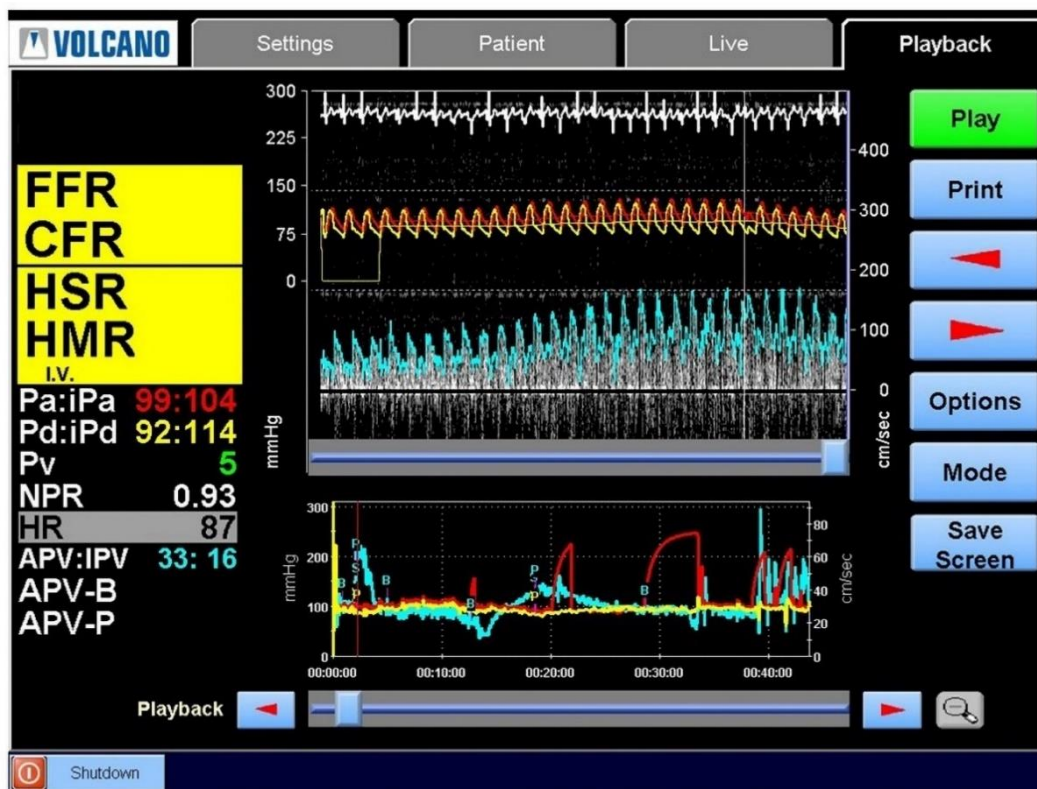 VOLCANO Settings Patient Live Playback
300
225
150
75
0
mmHg
400
300
200
100
0
cm/sec
Play
Print
Options
Mode
Save
Screen
FFR
CFR
HSR
HMR
I.V.
Pa:iPa 99:104
Pd:iPd 92:114
Pv 5
NPR 0.93
HR 87
APV:IPV 33: 16
APV-B
APV-P
300
200
100
0
mmHg
80
60
40
20
0
cm/sec
B
P
S
P
B
B
P
P
B
00:00:00 00:10:00 00:20:00 00:30:00 00:40:00
Playback
Shutdown